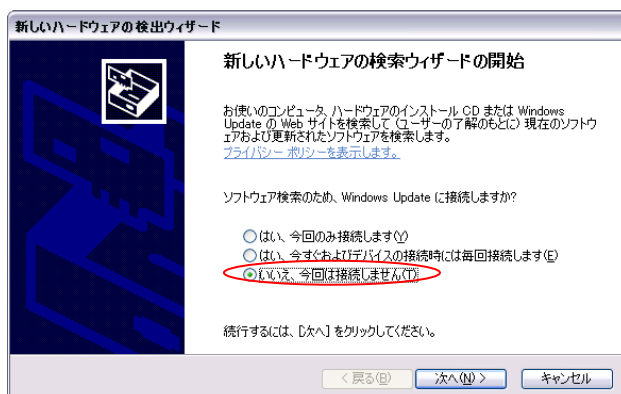 新しいハードウェアの検出ウィザード
新しいハードウェアの検索ウィザードの開始
お使いのコンピュータ、ハードウェアのインストール CD または Windows
Update の Web サイトを検索して (ユーザーの了解のもとに) 現在のソフトウ
ェアおよび更新されたソフトウェアを検索します。
プライバシー ポリシーを表示します。
ソフトウェア検索のため、Windows Update に接続しますか?
はい、今回のみ接続します(Y)
はい、今すぐおよびデバイスの接続時には毎回接続します(E)
いいえ、今回は接続しません(T)
続行するには、[次へ] をクリックしてください。
< 戻る(B)
次へ(N) >
キャンセル